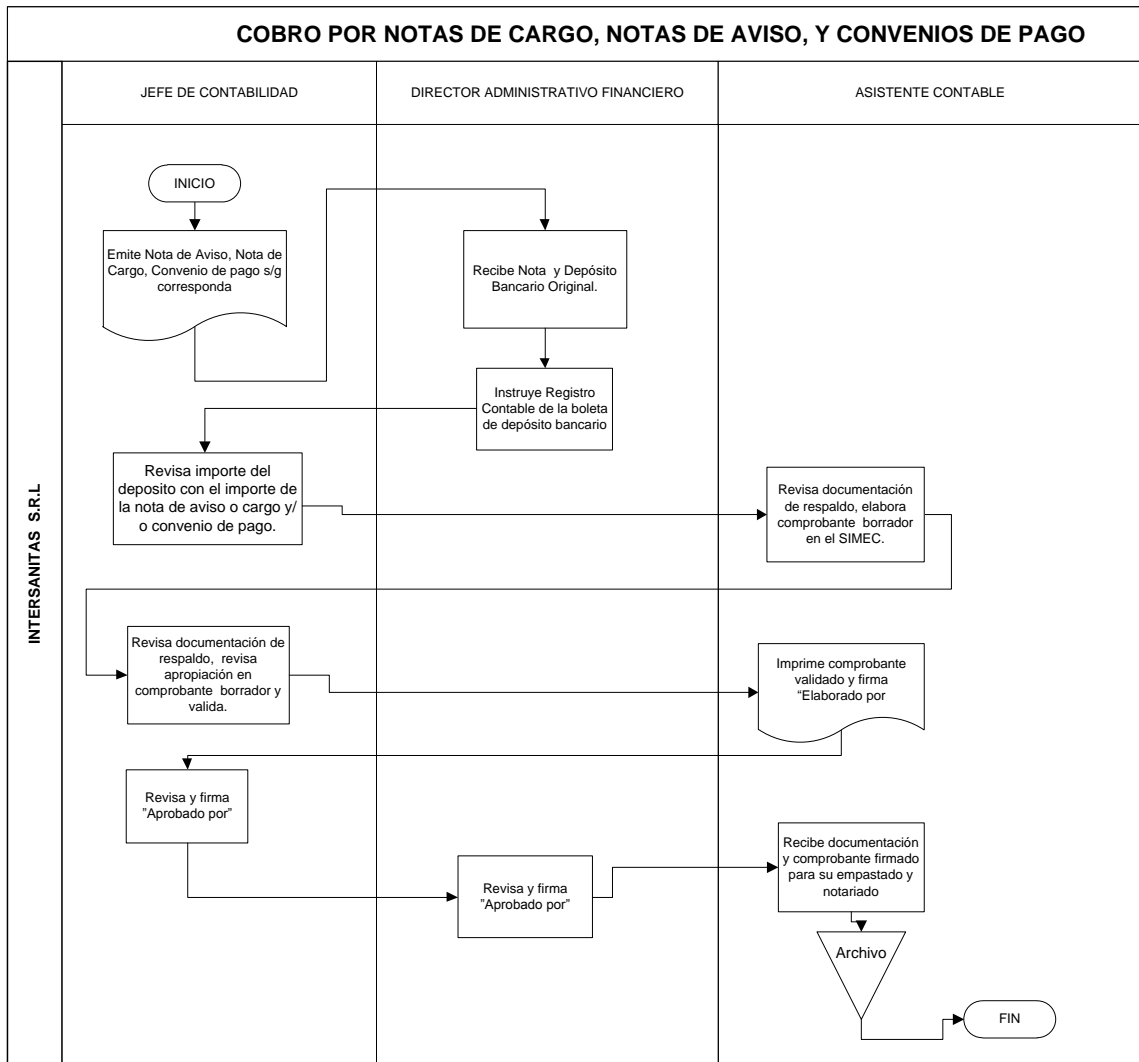 COBRO POR NOTAS DE CARGO, NOTAS DE AVISO, Y CONVENIOS DE PAGO
JEFE DE CONTABILIDAD
DIRECTOR ADMINISTRATIVO FINANCIERO
ASISTENTE CONTABLE
INTERSANITAS S.R.L
INICIO
Emite Nota de Aviso, Nota de
Cargo, Convenio de pago s/g
corresponda
Recibe Nota y Depósito
Bancario Original.
Instruye Registro
Contable de la boleta
de depósito bancario
Revisa importe del
deposito con el importe de
la nota de aviso o cargo y/
o convenio de pago.
Revisa documentación
de respaldo, elabora
comprobante borrador
en el SIMEC.
Revisa documentación de
respaldo, revisa
apropiación en
comprobante borrador y
valida.
Imprime comprobante
validado y firma
“Elaborado por
Revisa y firma
”Aprobado por”
Revisa y firma
”Aprobado por”
Recibe documentación
y comprobante firmado
para su empastado y
notariado
Archivo
FIN